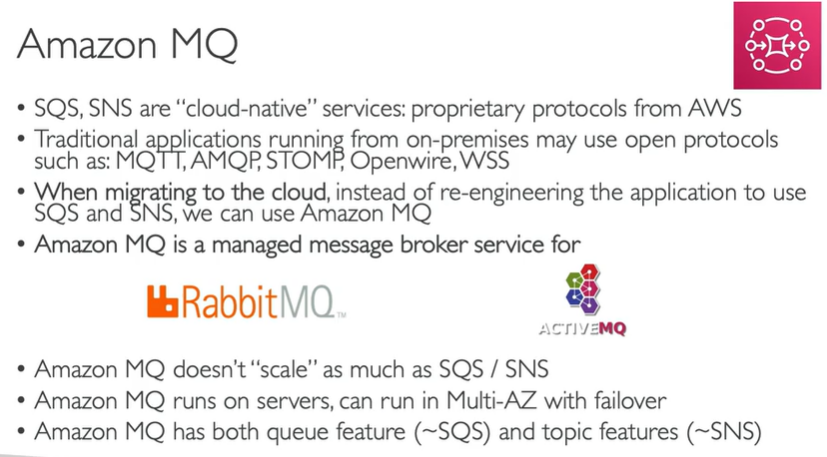 Amazon MQ
• SQS, SNS are “cloud-native” services: proprietary protocols from AWS
• Traditional applications running from on-premises may use open protocols
such as: MQTT, AMQP, STOMP, Openwire, WSS
• When migrating to the cloud, instead of re-engineering the application to use
SQS and SNS, we can use Amazon MQ
• Amazon MQ is a managed message broker service for
RabbitMQ™
ACTIVEMQ
• Amazon MQ doesn’t “scale” as much as SQS / SNS
• Amazon MQ runs on servers, can run in Multi-AZ with failover
• Amazon MQ has both queue feature (~SQS) and topic features (~SNS)